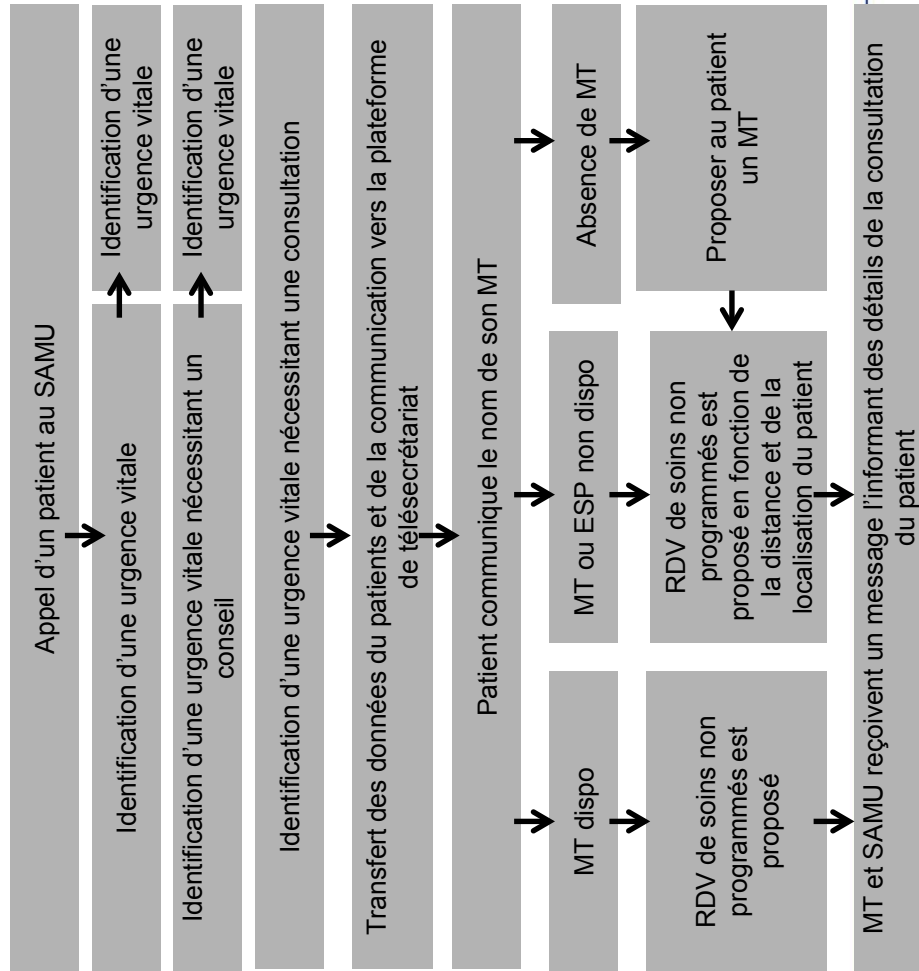 Appel d'un patient au SAMU
Identification d'une urgence vitale
Identification d'une
urgence vitale
Identification d'une urgence vitale nécessitant un
conseil
Identification d'une
urgence vitale
Identification d'une urgence vitale nécessitant une consultation
Transfert des données du patients et de la communication vers la plateforme
de télésecrétariat
Patient communique le nom de son MT
MT dispo
MT ou ESP non dispo
Absence de MT
RDV de soins non
programmés est
proposé
RDV de soins non
programmés est
proposé en fonction de
la distance et de la
localisation du patient
Proposer au patient
un MT
MT et SAMU reçoivent un message l'informant des détails de la consultation
du patient